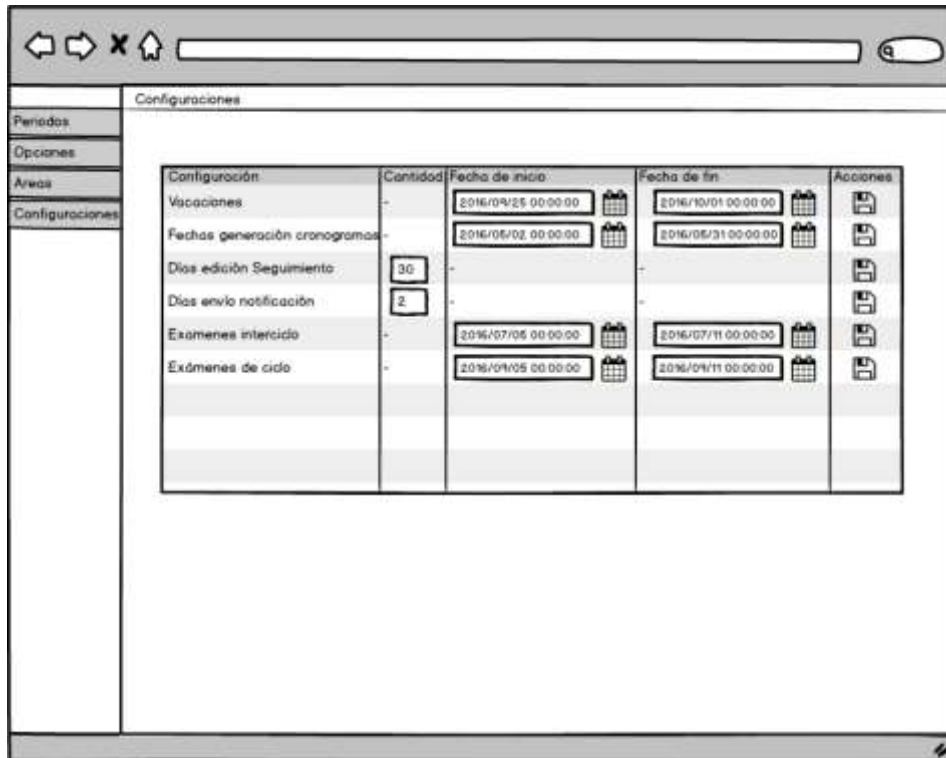 Configuraciones
Periodos
Opciones
Areas
Configuraciones
Configuración Cantidad Fecha de inicio Fecha de fin Acciones
Vacaciones - 2016/09/25 00:00:00 2016/10/01 00:00:00
Fechas generación cronogramas - 2016/05/02 00:00:00 2016/05/31 00:00:00
Días edición Seguimiento 30 - -
Días envío notificación 2 - -
Examenes interciclo - 2016/07/05 00:00:00 2016/07/11 00:00:00
Exámenes de ciclo - 2016/09/05 00:00:00 2016/09/11 00:00:00